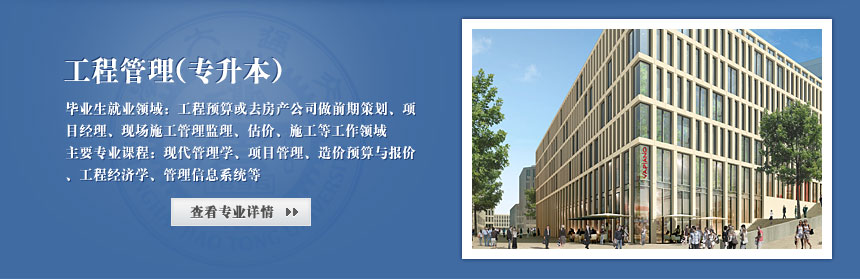 工程管理(专升本)
毕业生就业领域：工程预算或去房产公司做前期策划、项
目经理、现场施工管理监理、估价、施工等工作领域
主要专业课程：现代管理学、项目管理、造价预算与报价
、工程经济学、管理信息系统等
查看专业详情